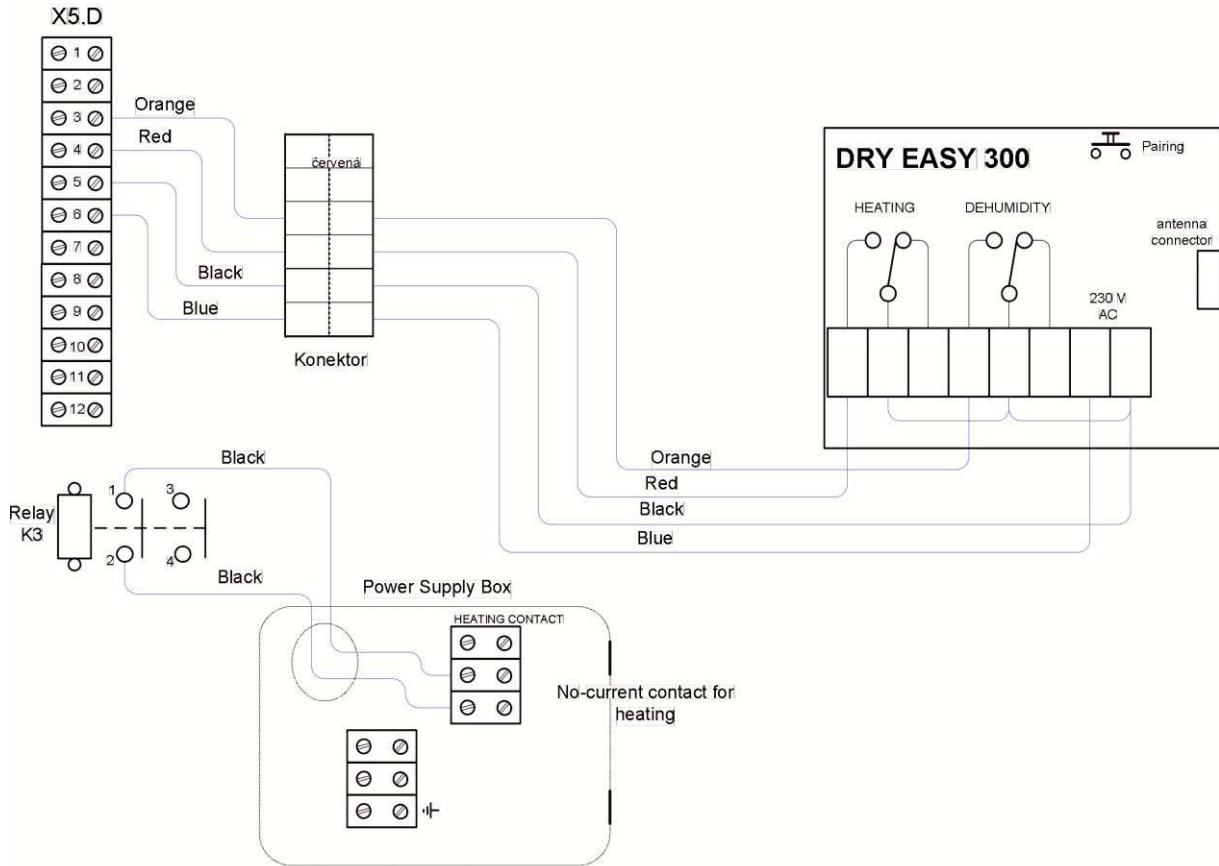 X5.D
1
2
3
4
5
6
7
8
9
10
11
12
Orange
Red
Black
Blue
červená
Konektor
DRY EASY 300
Pairing
HEATING
DEHUMIDITY
antenna
connector
230 V
AC
Orange
Red
Black
Blue
Relay
K3
1
2
3
4
Black
Black
Power Supply Box
HEATING CONTACT
No-current contact for
heating